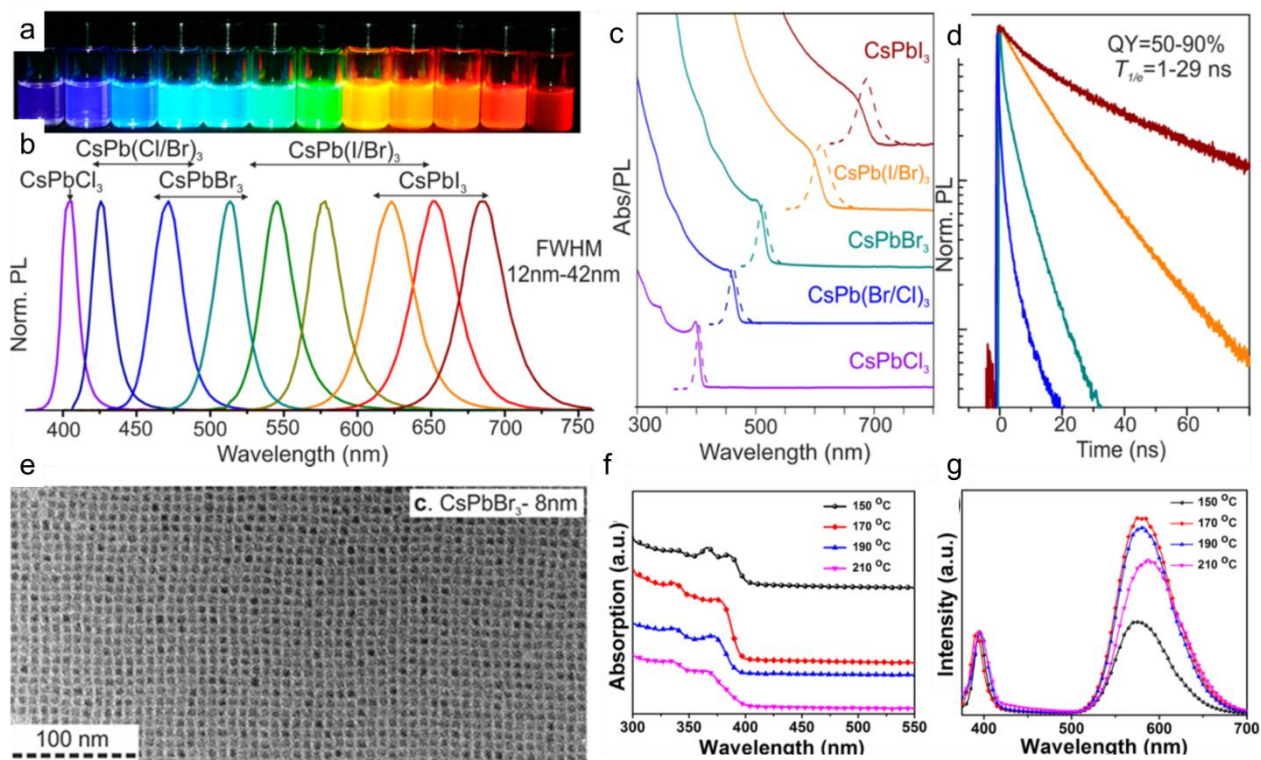 a
b
CsPb(Cl/Br)₃
CsPb(I/Br)₃
CsPbCl₃
CsPbBr₃
CsPbI₃
FWHM
12nm-42nm
Norm. PL
400 450 500 550 600 650 700 750
Wavelength (nm)
c
CsPbI₃
CsPb(I/Br)₃
CsPbBr₃
CsPb(Br/Cl)₃
CsPbCl₃
Abs/PL
300 500 700
Wavelength (nm)
d
QY=50-90%
T1/e=1-29 ns
Norm. PL
0 20 40 60
Time (ns)
e
c. CsPbBr₃- 8nm
100 nm
f
150 °C
170 °C
190 °C
210 °C
Absorption (a.u.)
300 350 400 450 500 550
Wavelength (nm)
g
150 °C
170 °C
190 °C
210 °C
Intensity (a.u.)
400 500 600 700
Wavelength (nm)